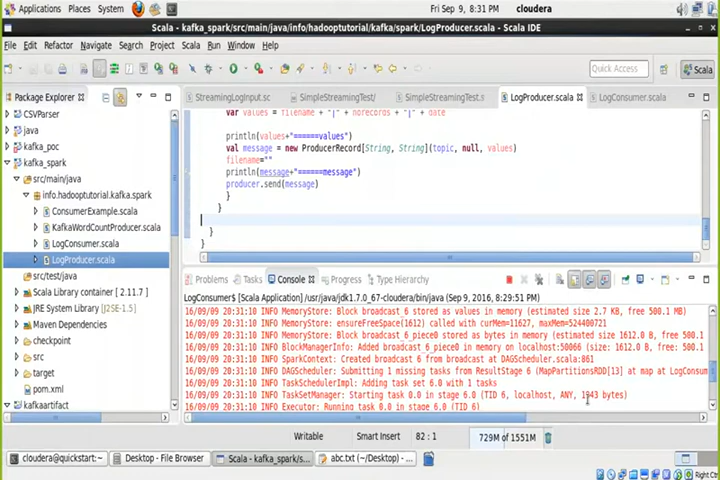 Applications Places System
Fri Sep 9, 8:31 PM cloudera
Scala - kafka_spark/src/main/java/info/hadooptutorial/kafka/spark/LogProducer.scala - Scala IDE
File Edit Refactor Navigate Search Project Scala Run Window Help
Quick Access
Scala
Package Explorer
StreamingLogInput.sc SimpleStreamingTest/ SimpleStreamingTest.s LogProducer.scala LogConsumer.scala
CSVParser
java
kafka_poc
kafka_spark
src/main/java
info.hadooptutorial.kafka.spark
ConsumerExample.scala
KafkaWordCountProducer.scala
LogConsumer.scala
LogProducer.scala
src/test/java
Scala Library container [ 2.11.7 ]
JRE System Library [J2SE-1.5]
Maven Dependencies
checkpoint
src
target
pom.xml
kafkaartifact
var values = filename + "|" + norecords + "|" + date
println(values+"======values")
val message = new ProducerRecord[String, String](topic, null, values)
filename=""
println(message+"======message")
producer.send(message)
}
}
}
}
Problems Tasks Console Progress Type Hierarchy
LogConsumer$ [Scala Application] /usr/java/jdk1.7.0_67-cloudera/bin/java (Sep 9, 2016, 8:29:51 PM)
16/09/09 20:31:10 INFO MemoryStore: Block broadcast_6 stored as values in memory (estimated size 2.7 KB, free 500.1 MB)
16/09/09 20:31:10 INFO MemoryStore: ensureFreeSpace(1612) called with curMem=11627, maxMem=524400721
16/09/09 20:31:10 INFO MemoryStore: Block broadcast_6_piece0 stored as bytes in memory (estimated size 1612.0 B, free 500.
16/09/09 20:31:10 INFO BlockManagerInfo: Added broadcast_6_piece0 in memory on localhost:50066 (size: 1612.0 B, free: 500.1
16/09/09 20:31:10 INFO SparkContext: Created broadcast 6 from broadcast at DAGScheduler.scala:861
16/09/09 20:31:10 INFO DAGScheduler: Submitting 1 missing tasks from ResultStage 6 (MapPartitionsRDD[13] at map at LogConsum
16/09/09 20:31:10 INFO TaskSchedulerImpl: Adding task set 6.0 with 1 tasks
16/09/09 20:31:10 INFO TaskSetManager: Starting task 0.0 in stage 6.0 (TID 6, localhost, ANY, 1943 bytes)
16/09/09 20:31:10 INFO Executor: Running task 0.0 in stage 6.0 (TID 6)
Writable Smart Insert 82 : 1 729M of 1551M
cloudera@quickstart:~ Desktop - File Browser Scala - kafka_spark/s... abc.txt (~/Desktop) - ...
Right Ctrl